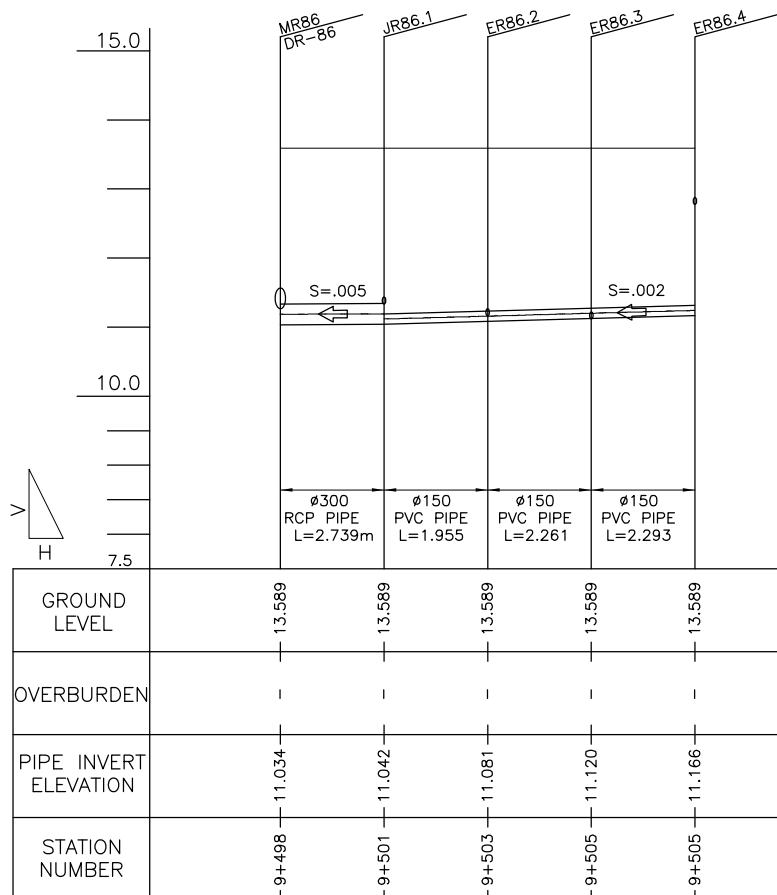 MR86
DR-86
JR86.1
ER86.2
ER86.3
ER86.4
15.0
10.0
7.5
S=.005
S=.002
V
H
ø300
RCP PIPE
L=2.739m
ø150
PVC PIPE
L=1.955
ø150
PVC PIPE
L=2.261
ø150
PVC PIPE
L=2.293
GROUND
LEVEL
13.589
13.589
13.589
13.589
13.589
OVERBURDEN
-
-
-
-
-
PIPE INVERT
ELEVATION
11.034
11.042
11.081
11.120
11.166
STATION
NUMBER
9+498
9+501
9+503
9+505
9+505